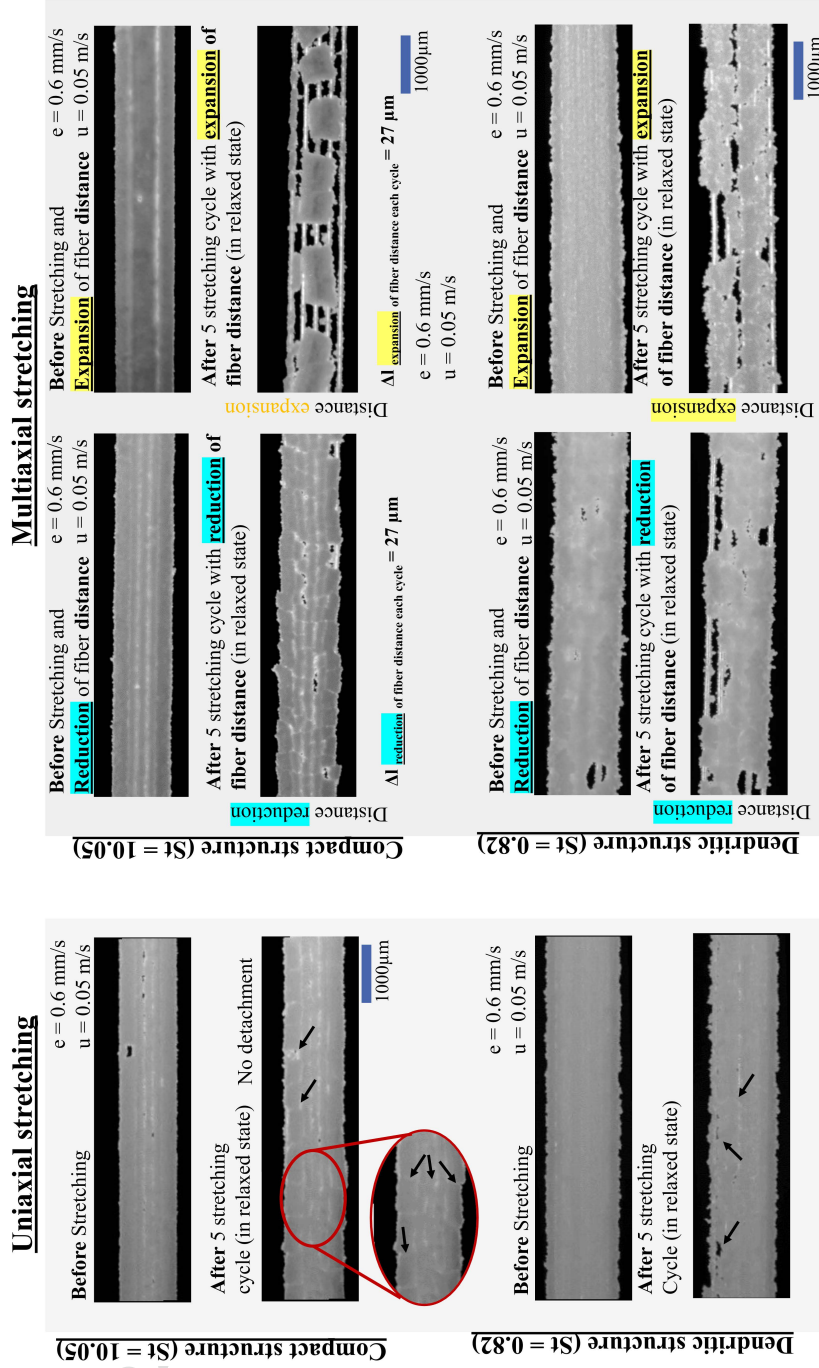 Uniaxial stretching
Compact structure (St = 10.05)
Before Stretching
e = 0.6 mm/s
u = 0.05 m/s
After 5 stretching
cycle (in relaxed state)
No detachment
1000µm
Dendritic structure (St = 0.82)
Before Stretching
e = 0.6 mm/s
u = 0.05 m/s
After 5 stretching
Cycle (in relaxed state)
Multiaxial stretching
Compact structure (St = 10.05)
Distance reduction
Before Stretching and
Reduction of fiber distance
e = 0.6 mm/s
u = 0.05 m/s
After 5 stretching cycle with reduction of
fiber distance (in relaxed state)
Δl reduction of fiber distance each cycle = 27 µm
Distance expansion
Before Stretching and
Expansion of fiber distance
e = 0.6 mm/s
u = 0.05 m/s
After 5 stretching cycle with expansion of
fiber distance (in relaxed state)
1000µm
Δl expansion of fiber distance each cycle = 27 µm
e = 0.6 mm/s
u = 0.05 m/s
Dendritic structure (St = 0.82)
Distance reduction
Before Stretching and
Reduction of fiber distance
e = 0.6 mm/s
u = 0.05 m/s
After 5 stretching cycle with reduction
of fiber distance (in relaxed state)
Distance expansion
Before Stretching and
Expansion of fiber distance
e = 0.6 mm/s
u = 0.05 m/s
After 5 stretching cycle with expansion
of fiber distance (in relaxed state)
1000µm